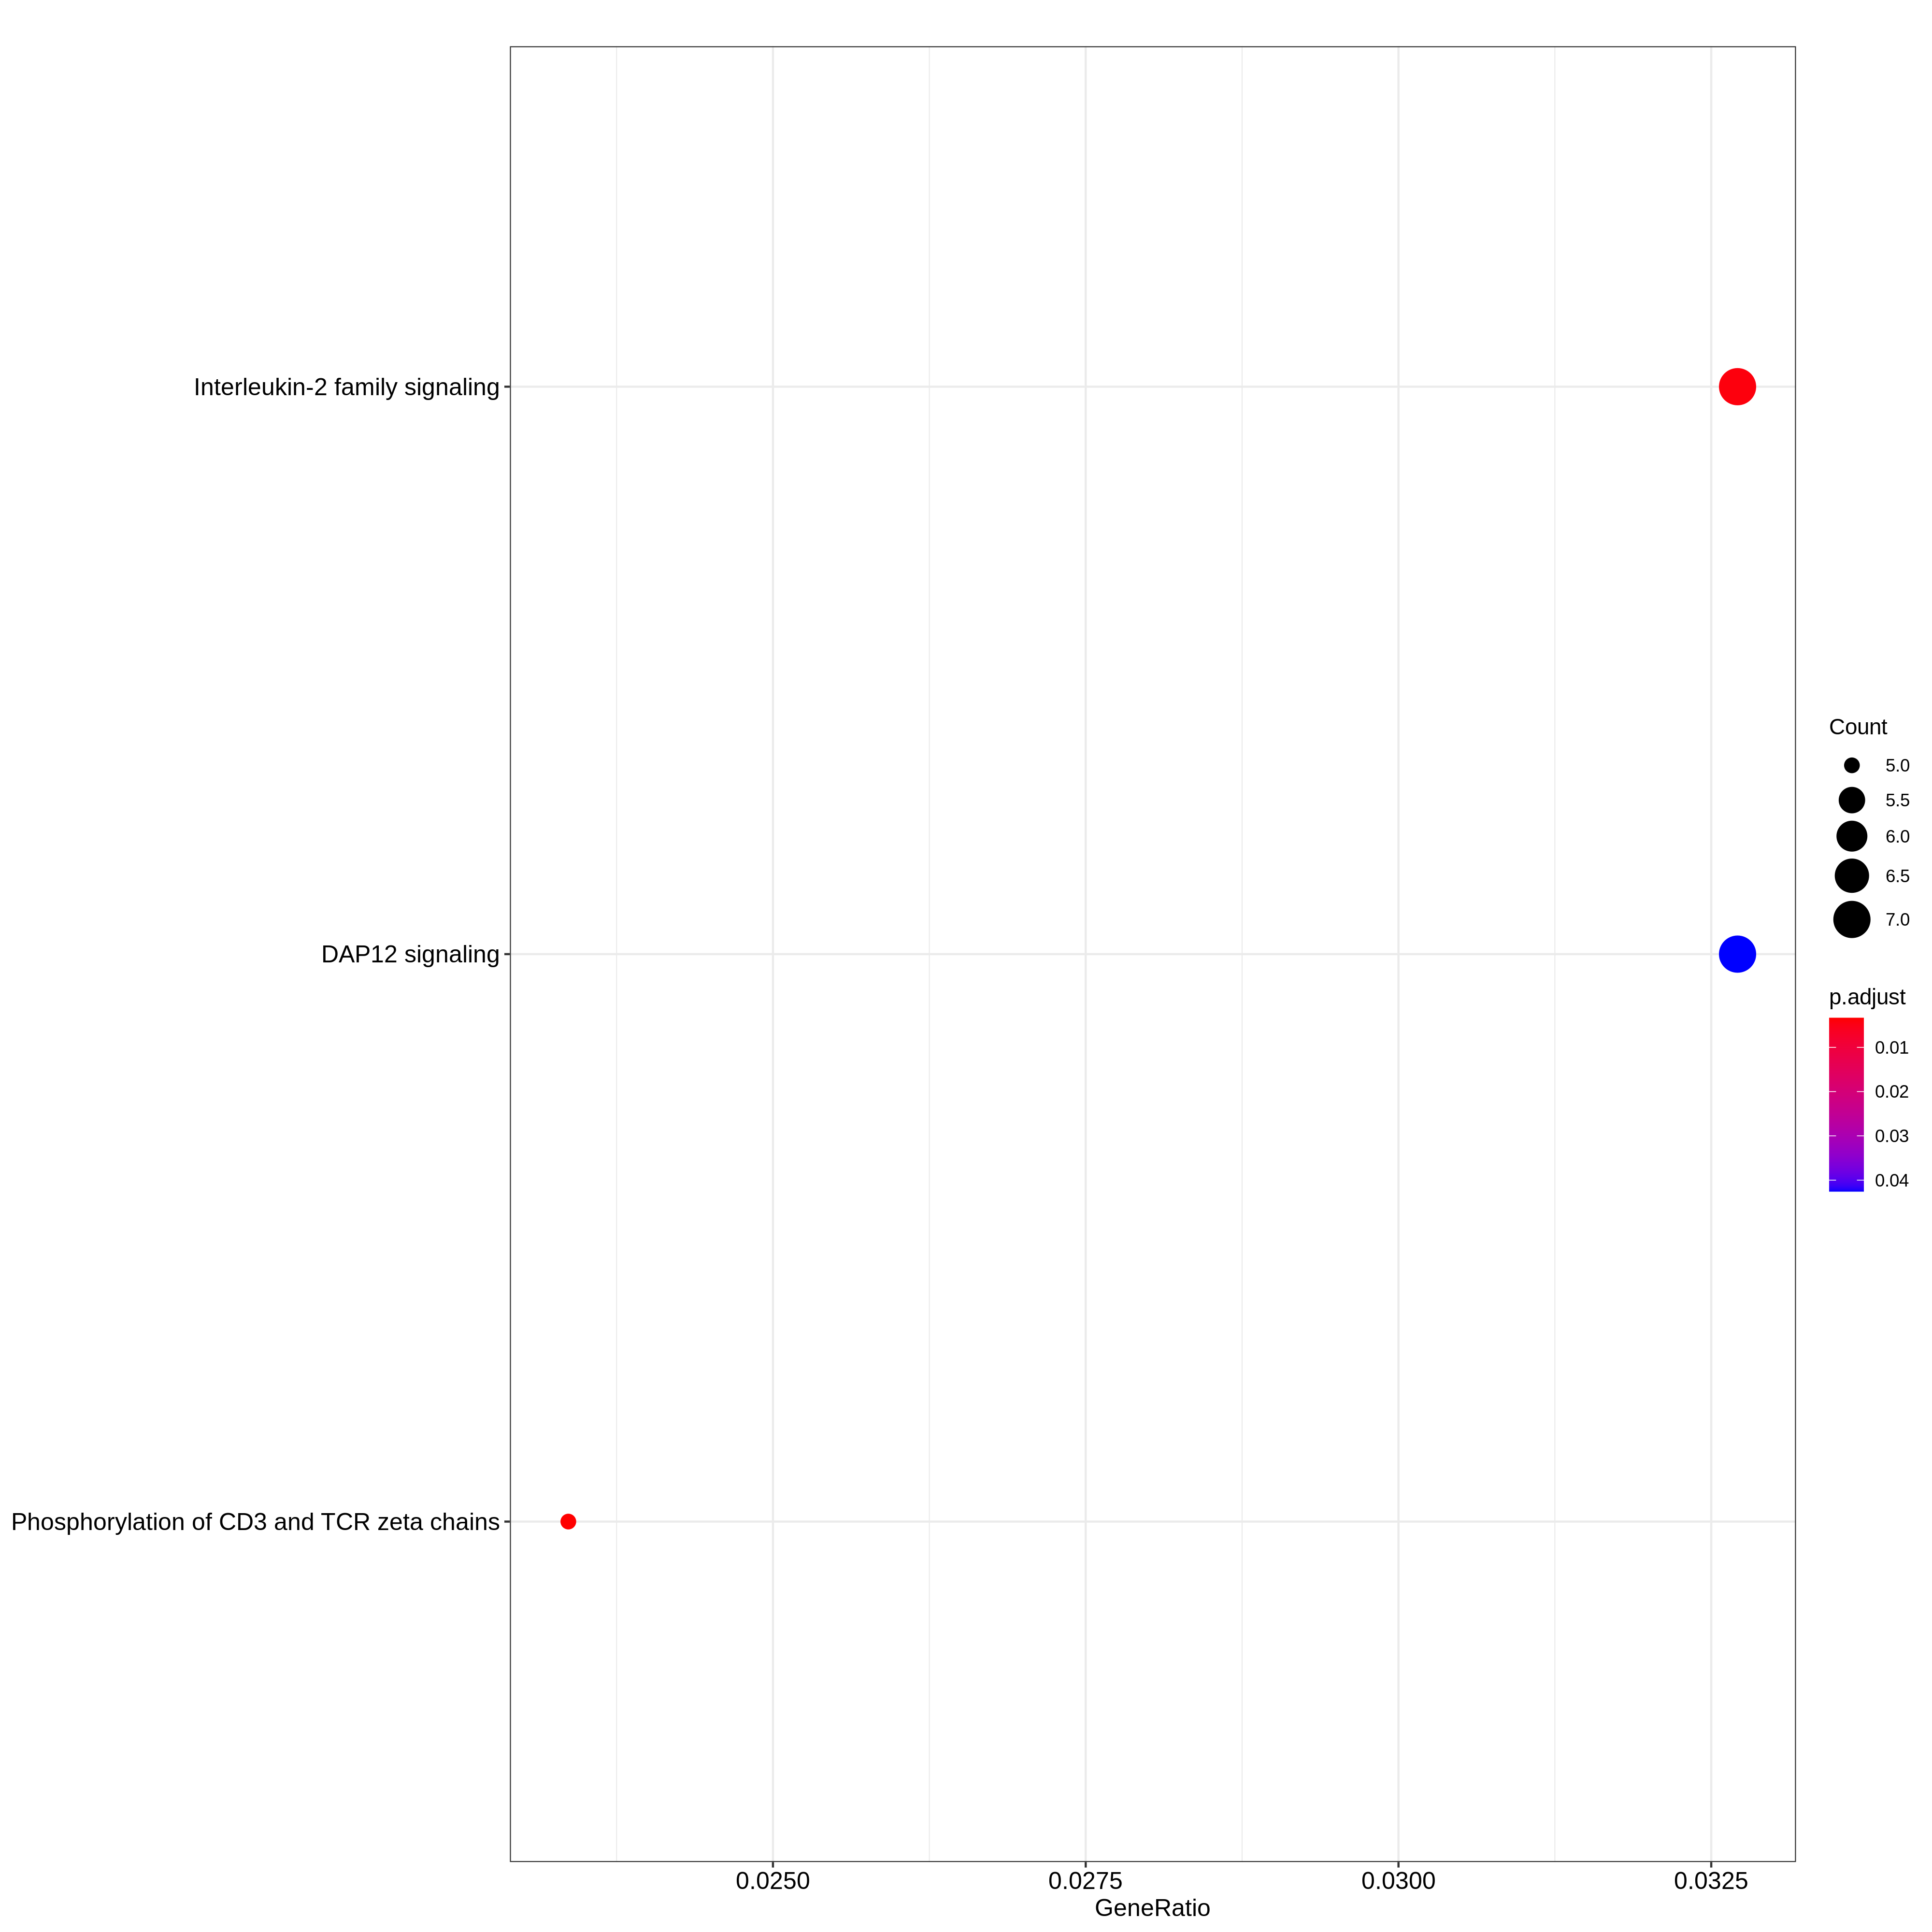 Interleukin-2 family signaling
DAP12 signaling
Phosphorylation of CD3 and TCR zeta chains
0.0250
0.0275
0.0300
0.0325
GeneRatio
Count
5.0
5.5
6.0
6.5
7.0
p.adjust
0.01
0.02
0.03
0.04